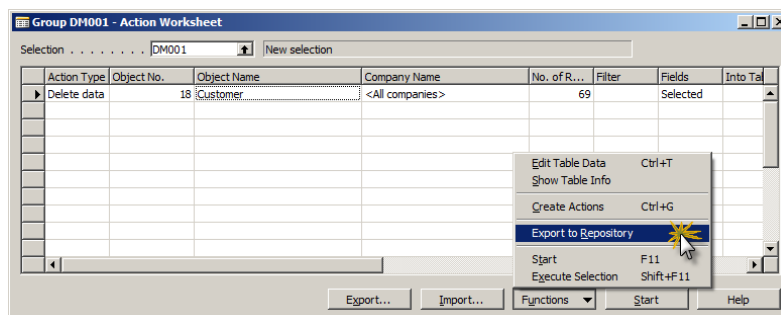 Group DM001 - Action Worksheet
Selection . . . . . . . . DM001 New selection
Action Type Object No. Object Name Company Name No. of R... Filter Fields Into Tal
Delete data 18 Customer <All companies> 69 Selected
Edit Table Data Ctrl+T
Show Table Info
Create Actions Ctrl+G
Export to Repository
Start F11
Execute Selection Shift+F11
Export... Import... Functions Start Help